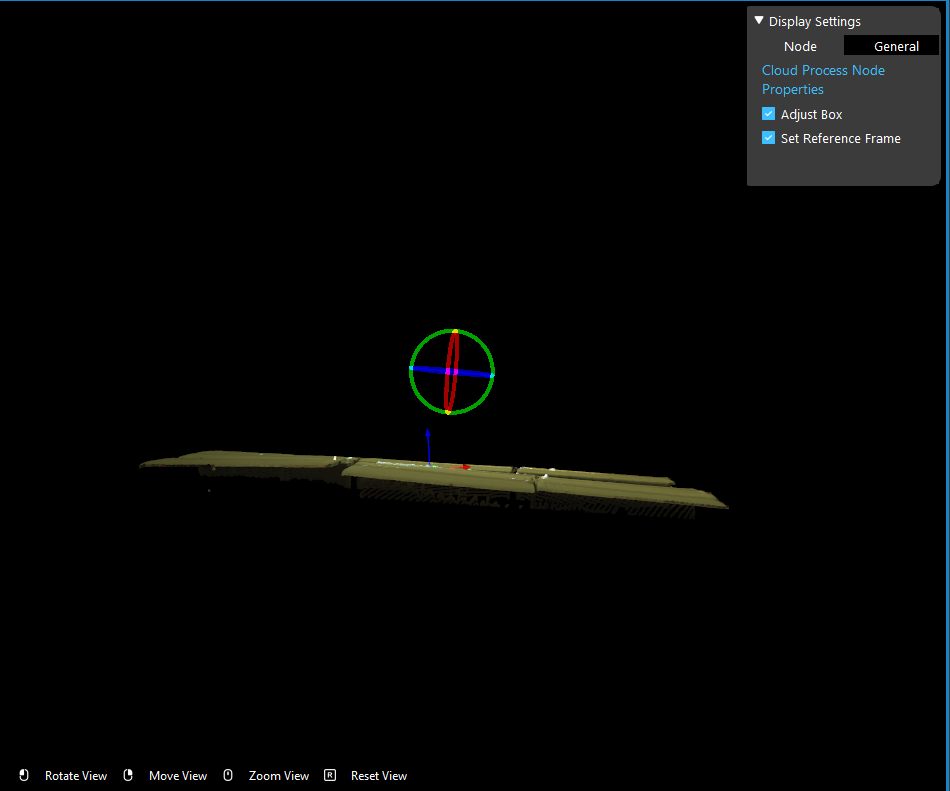 Display Settings
Node General
Cloud Process Node
Properties
Adjust Box
Set Reference Frame
Rotate View Move View Zoom View R Reset View